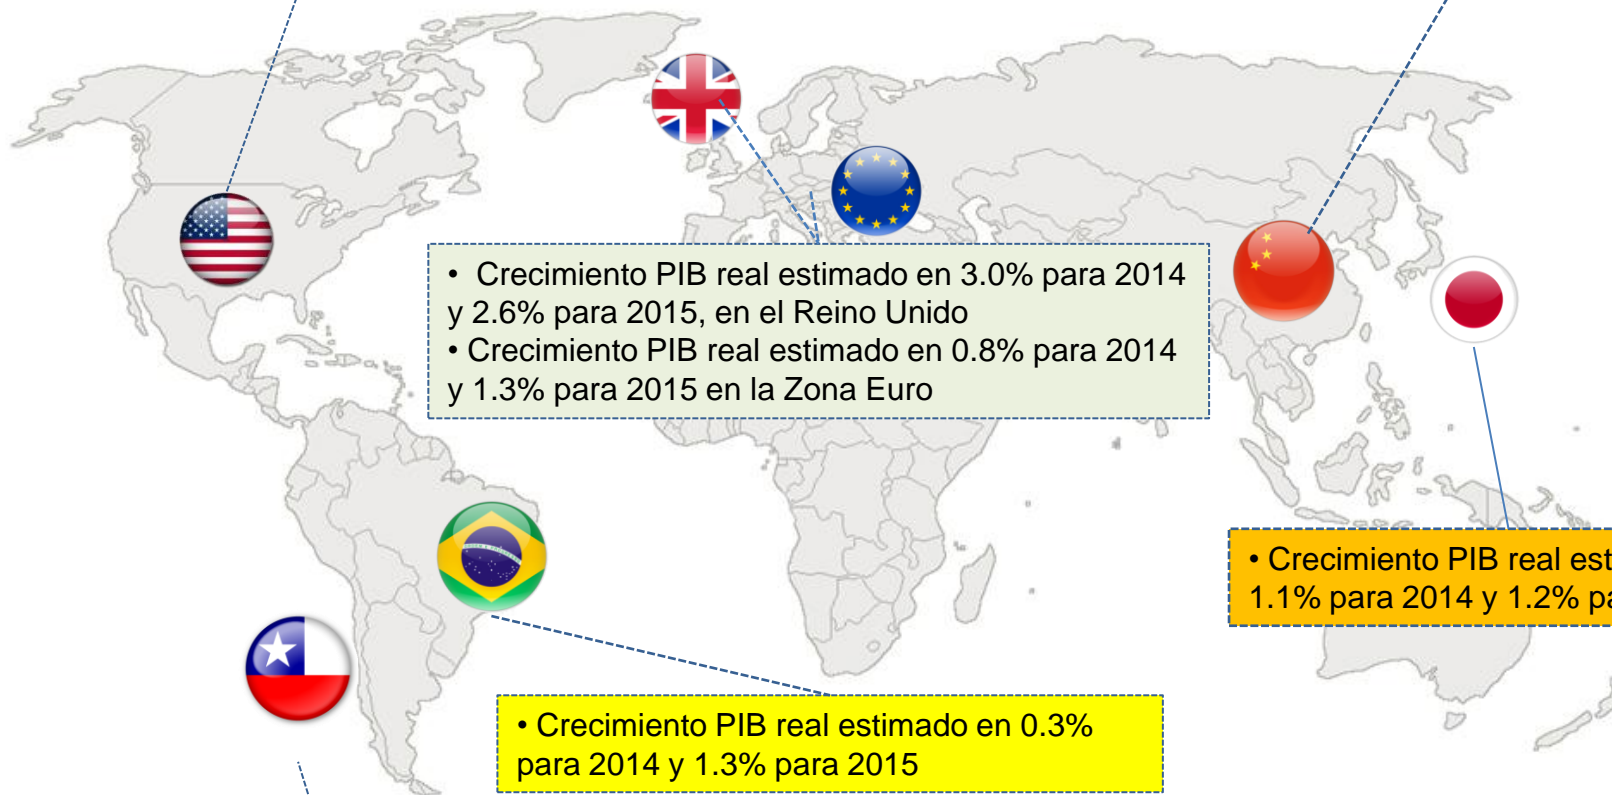 • Crecimiento PIB real estimado en 3.0% para 2014
y 2.6% para 2015, en el Reino Unido
• Crecimiento PIB real estimado en 0.8% para 2014
y 1.3% para 2015 en la Zona Euro
• Crecimiento PIB real
1.1% para 2014 y 1.2%
• Crecimiento PIB real estimado en 0.3%
para 2014 y 1.3% para 2015